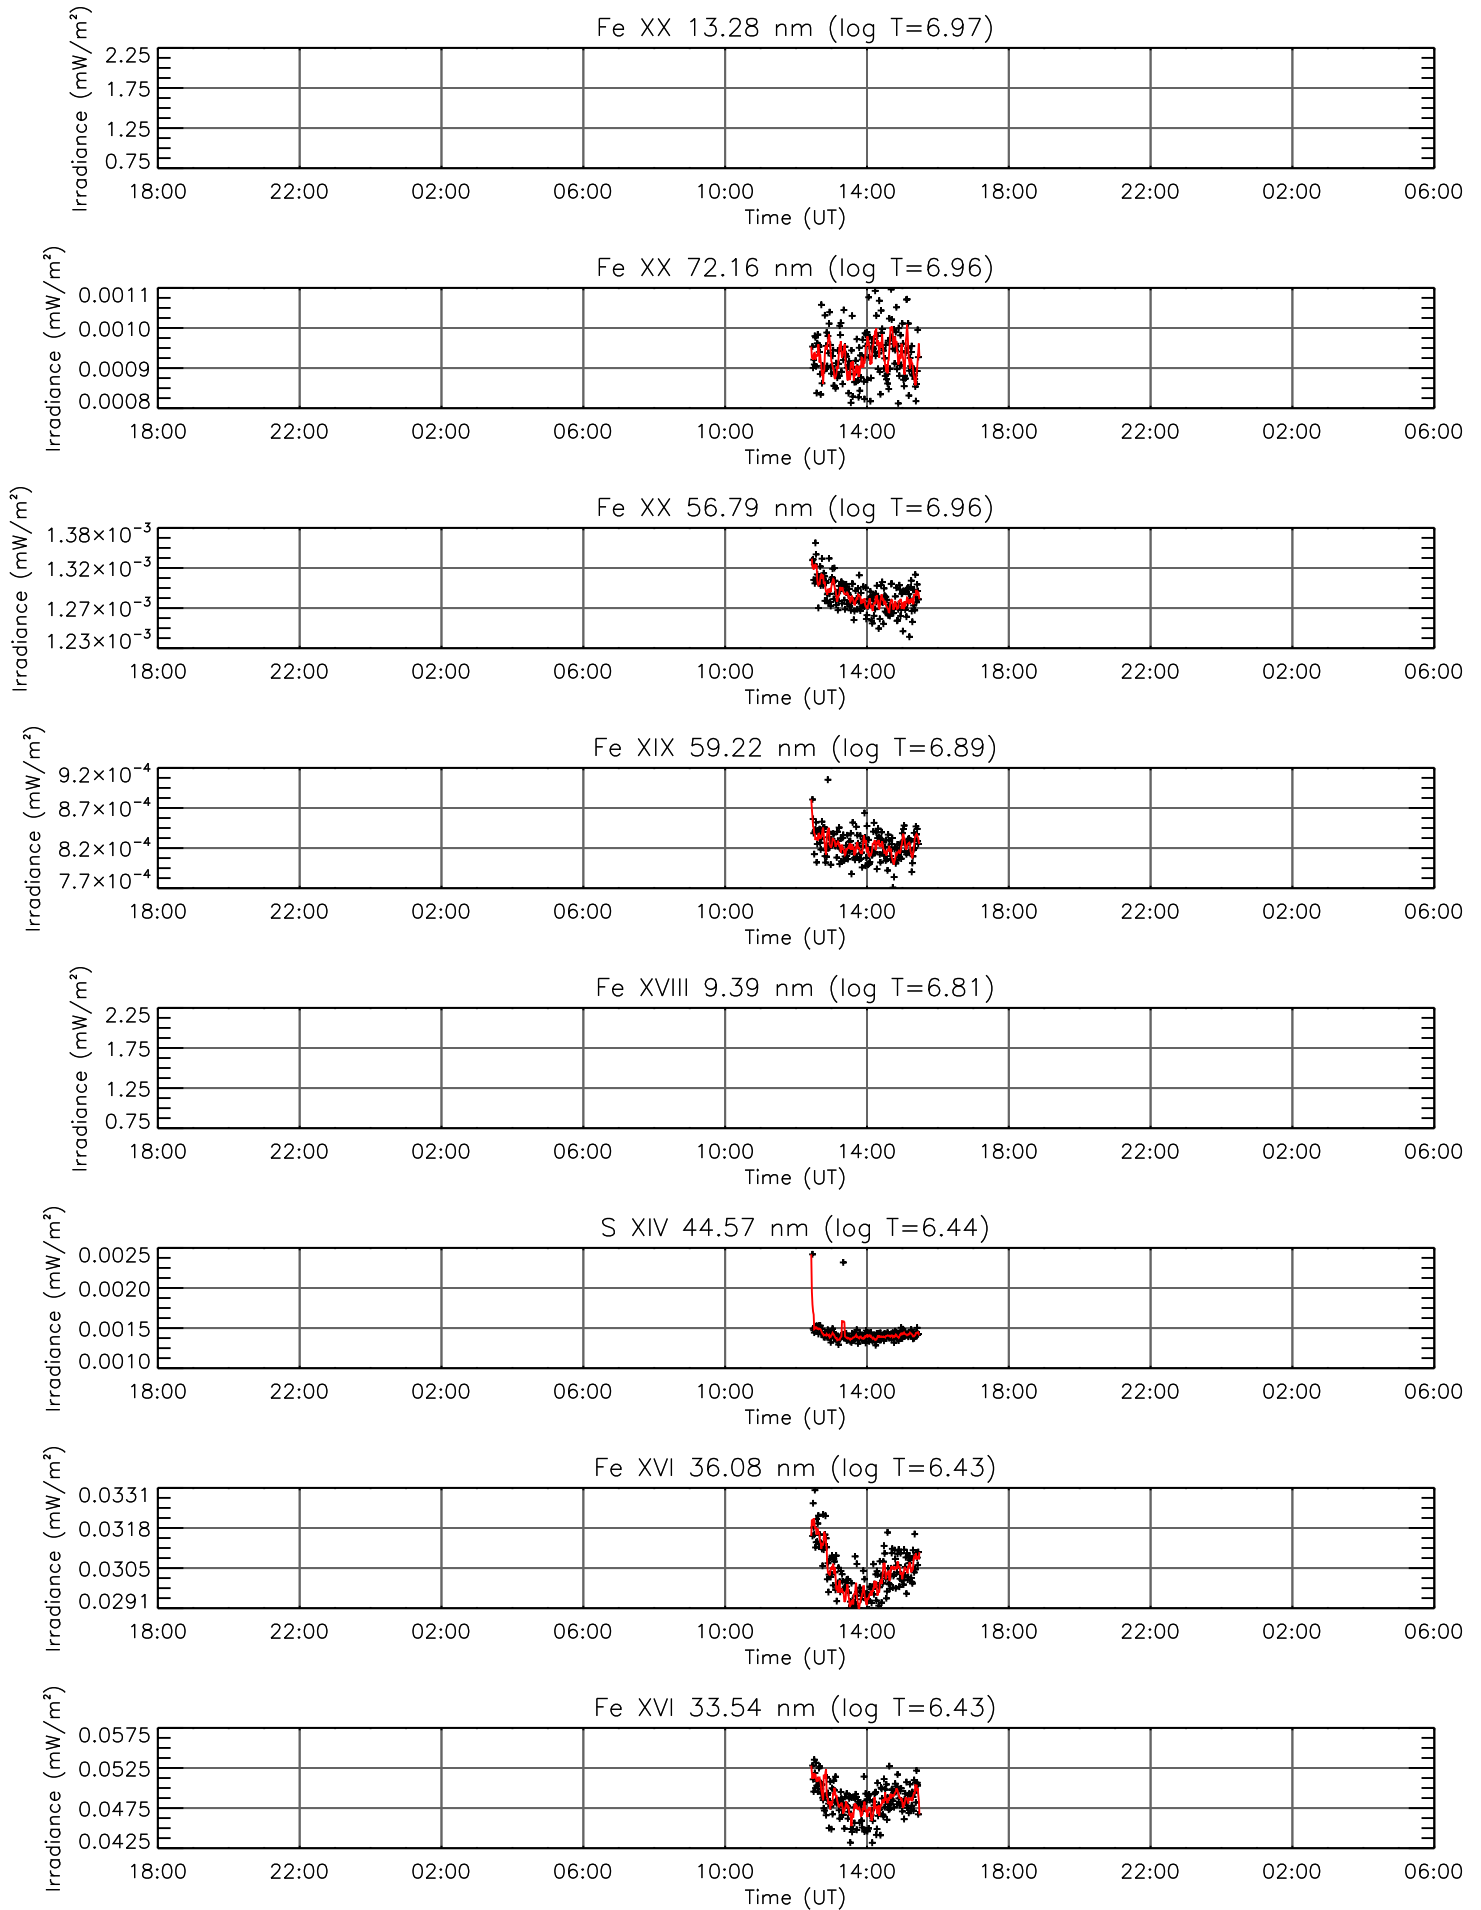 Fe XX 13.28 nm (log T=6.97)
Irradiance (mW/m²)
2.25
1.75
1.25
0.75
18:00 22:00 02:00 06:00 10:00 14:00 18:00 22:00 02:00 06:00
Time (UT)
Fe XX 72.16 nm (log T=6.96)
Irradiance (mW/m²)
0.0011
0.0010
0.0009
0.0008
18:00 22:00 02:00 06:00 10:00 14:00 18:00 22:00 02:00 06:00
Time (UT)
Fe XX 56.79 nm (log T=6.96)
Irradiance (mW/m²)
1.38×10⁻³
1.32×10⁻³
1.27×10⁻³
1.23×10⁻³
18:00 22:00 02:00 06:00 10:00 14:00 18:00 22:00 02:00 06:00
Time (UT)
Fe XIX 59.22 nm (log T=6.89)
Irradiance (mW/m²)
9.2×10⁻⁴
8.7×10⁻⁴
8.2×10⁻⁴
7.7×10⁻⁴
18:00 22:00 02:00 06:00 10:00 14:00 18:00 22:00 02:00 06:00
Time (UT)
Fe XVIII 9.39 nm (log T=6.81)
Irradiance (mW/m²)
2.25
1.75
1.25
0.75
18:00 22:00 02:00 06:00 10:00 14:00 18:00 22:00 02:00 06:00
Time (UT)
S XIV 44.57 nm (log T=6.44)
Irradiance (mW/m²)
0.0025
0.0020
0.0015
0.0010
18:00 22:00 02:00 06:00 10:00 14:00 18:00 22:00 02:00 06:00
Time (UT)
Fe XVI 36.08 nm (log T=6.43)
Irradiance (mW/m²)
0.0331
0.0318
0.0305
0.0291
18:00 22:00 02:00 06:00 10:00 14:00 18:00 22:00 02:00 06:00
Time (UT)
Fe XVI 33.54 nm (log T=6.43)
Irradiance (mW/m²)
0.0575
0.0525
0.0475
0.0425
18:00 22:00 02:00 06:00 10:00 14:00 18:00 22:00 02:00 06:00
Time (UT)